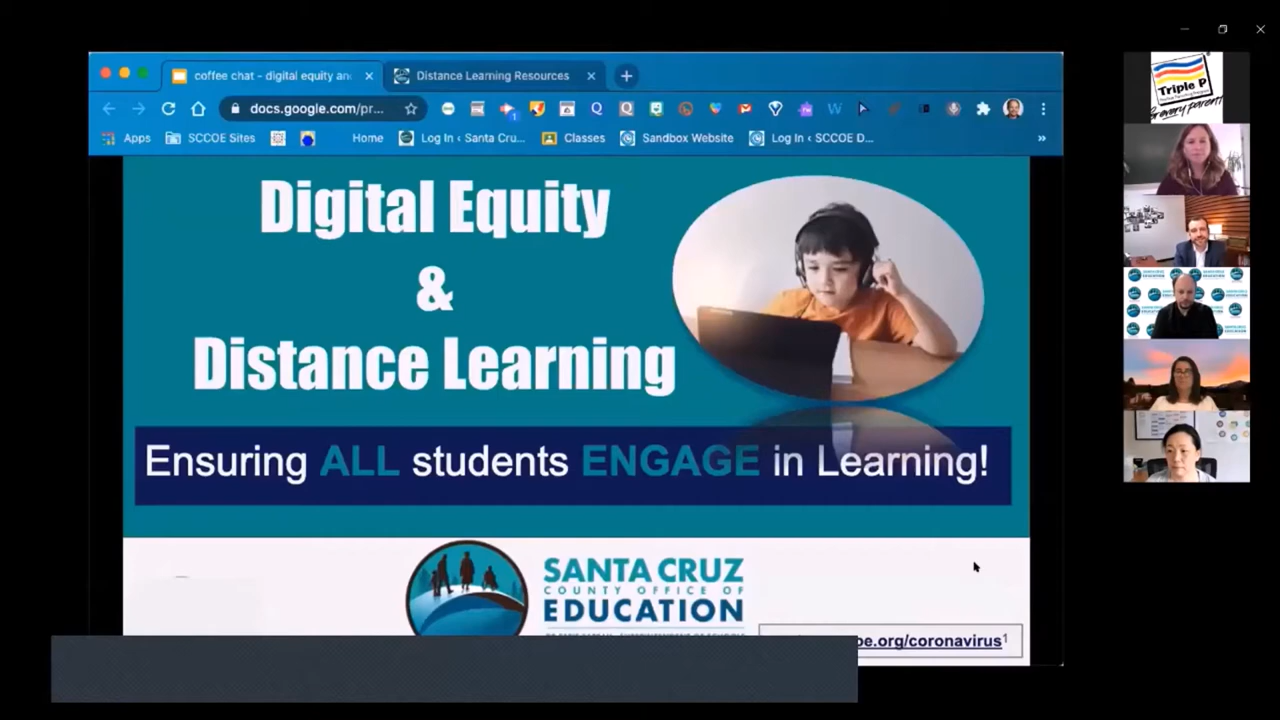 coffee chat - digital equity an
Distance Learning Resources
docs.google.com/pr...
Apps
SCCOE Sites
Home
Log In ‹ Santa Cru...
Classes
Sandbox Website
Log In ‹ SCCOE D...
»
Digital Equity
&
Distance Learning
Ensuring ALL students ENGAGE in Learning!
SANTA CRUZ
COUNTY OFFICE OF
EDUCATION
oe.org/coronavirus
1
Triple P